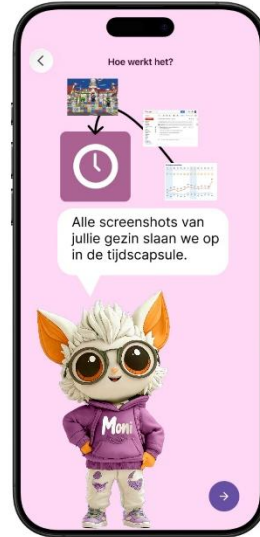 Hoe werkt het?
Alle screenshots van
jullie gezin slaan we op
in de tijdscapsule.
Moni